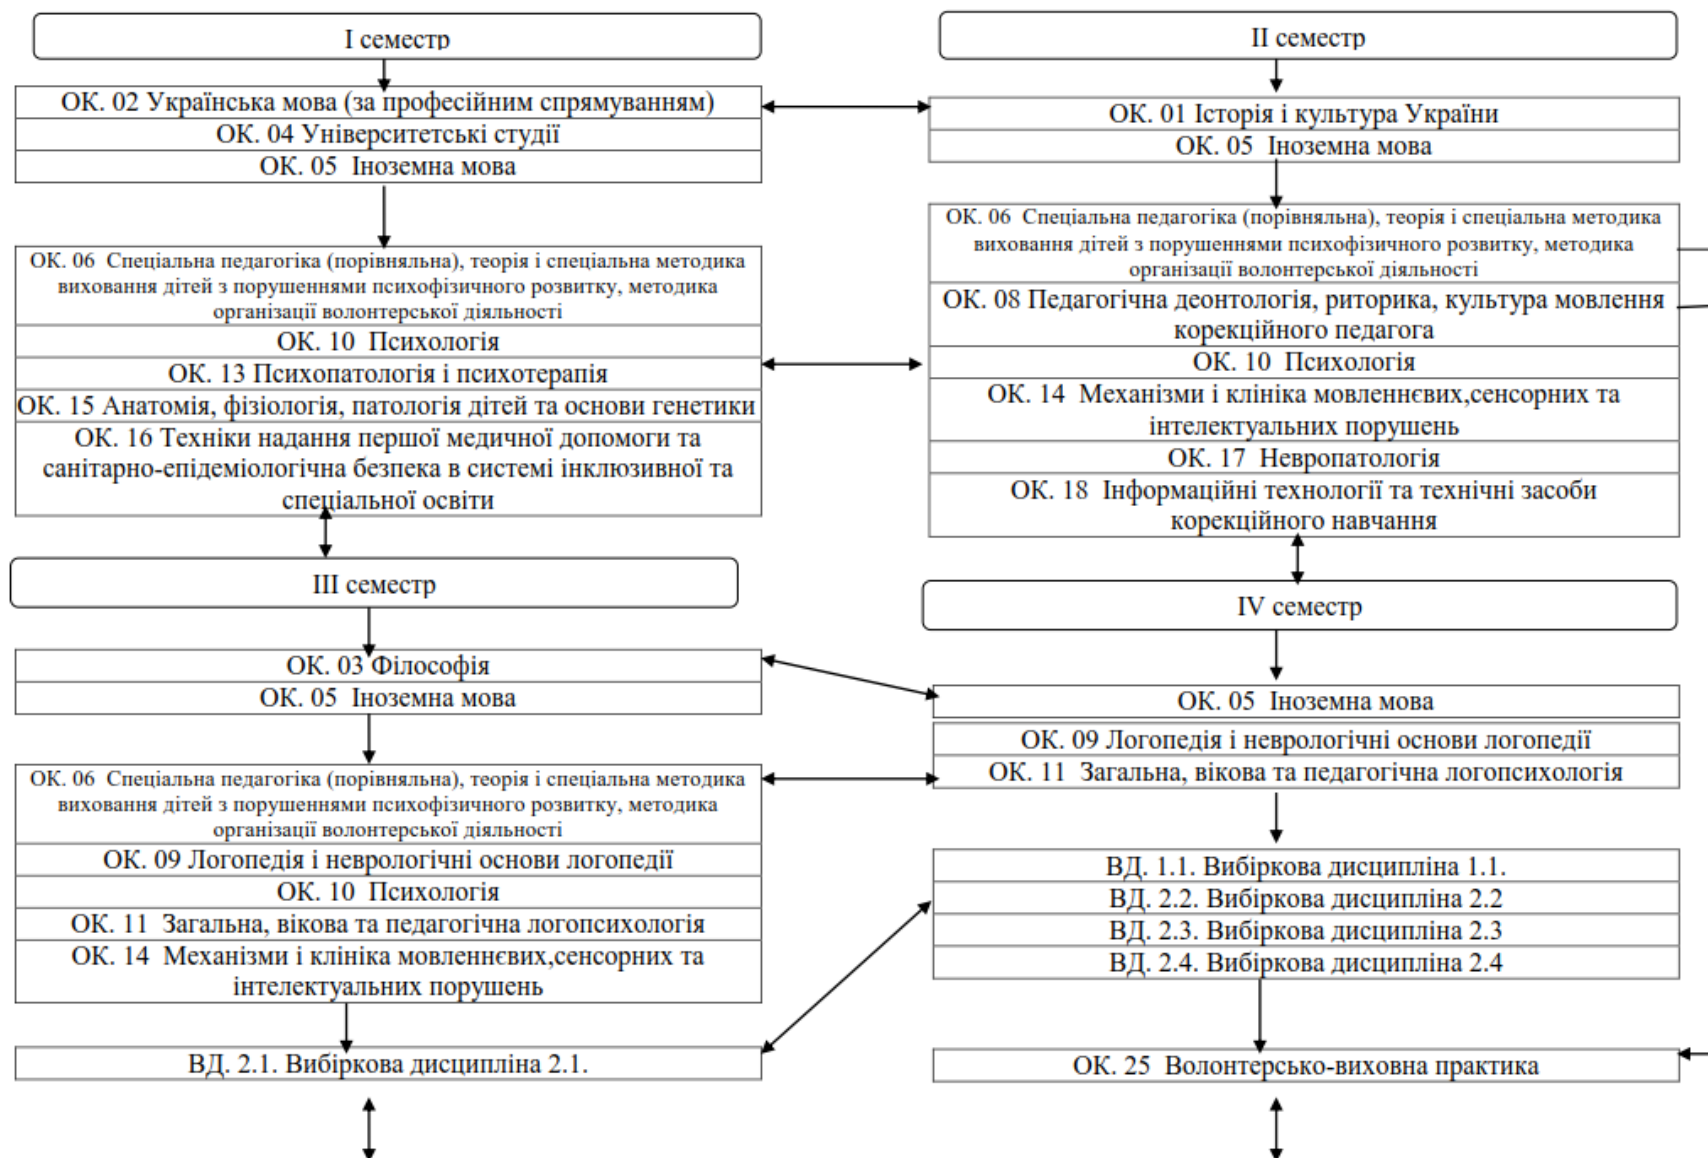 I семестр
ОК. 02 Українська мова (за професійним спрямуванням)
ОК. 04 Університетські студії
ОК. 05 Іноземна мова
ОК. 06 Спеціальна педагогіка (порівняльна), теорія і спеціальна методика
виховання дітей з порушеннями психофізичного розвитку, методика
організації волонтерської діяльності
ОК. 10 Психологія
ОК. 13 Психопатологія і психотерапія
ОК. 15 Анатомія, фізіологія, патологія дітей та основи генетики
ОК. 16 Техніки надання першої медичної допомоги та
санітарно-епідеміологічна безпека в системі інклюзивної та
спеціальної освіти
II семестр
ОК. 01 Історія і культура України
ОК. 05 Іноземна мова
ОК. 06 Спеціальна педагогіка (порівняльна), теорія і спеціальна методика
виховання дітей з порушеннями психофізичного розвитку, методика
організації волонтерської діяльності
ОК. 08 Педагогічна деонтологія, риторика, культура мовлення
корекційного педагога
ОК. 10 Психологія
ОК. 14 Механізми і клініка мовленнєвих,сенсорних та
інтелектуальних порушень
ОК. 17 Невропатологія
ОК. 18 Інформаційні технології та технічні засоби
корекційного навчання
III семестр
ОК. 03 Філософія
ОК. 05 Іноземна мова
ОК. 06 Спеціальна педагогіка (порівняльна), теорія і спеціальна методика
виховання дітей з порушеннями психофізичного розвитку, методика
організації волонтерської діяльності
ОК. 09 Логопедія і неврологічні основи логопедії
ОК. 10 Психологія
ОК. 11 Загальна, вікова та педагогічна логопсихологія
ОК. 14 Механізми і клініка мовленнєвих,сенсорних та
інтелектуальних порушень
ВД. 2.1. Вибіркова дисципліна 2.1.
IV семестр
ОК. 05 Іноземна мова
ОК. 09 Логопедія і неврологічні основи логопедії
ОК. 11 Загальна, вікова та педагогічна логопсихологія
ВД. 1.1. Вибіркова дисципліна 1.1.
ВД. 2.2. Вибіркова дисципліна 2.2
ВД. 2.3. Вибіркова дисципліна 2.3
ВД. 2.4. Вибіркова дисципліна 2.4
ОК. 25 Волонтерсько-виховна практика